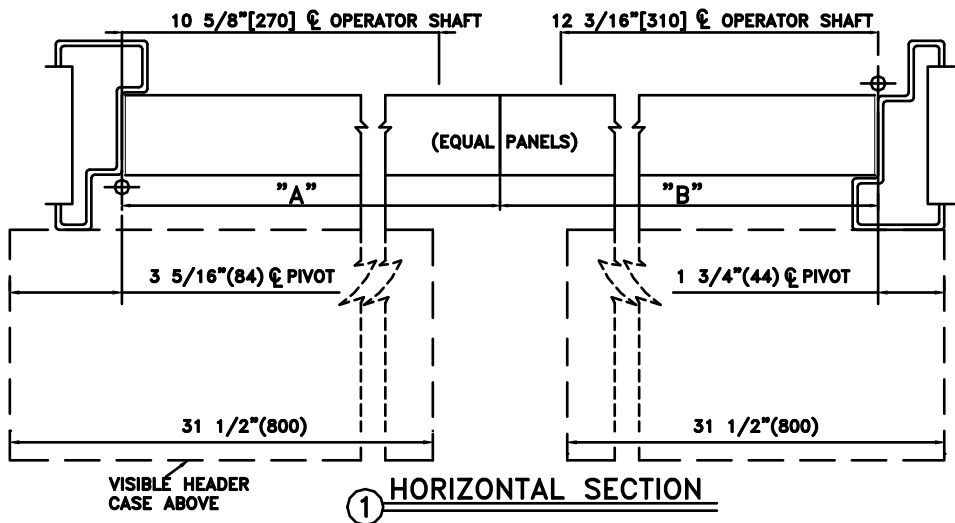 10 5/8"[270] ℄ OPERATOR SHAFT
12 3/16"[310] ℄ OPERATOR SHAFT
(EQUAL PANELS)
"A"
"B"
3 5/16"(84) ℄ PIVOT
1 3/4"(44) ℄ PIVOT
31 1/2"(800)
31 1/2"(800)
VISIBLE HEADER
CASE ABOVE
1 HORIZONTAL SECTION